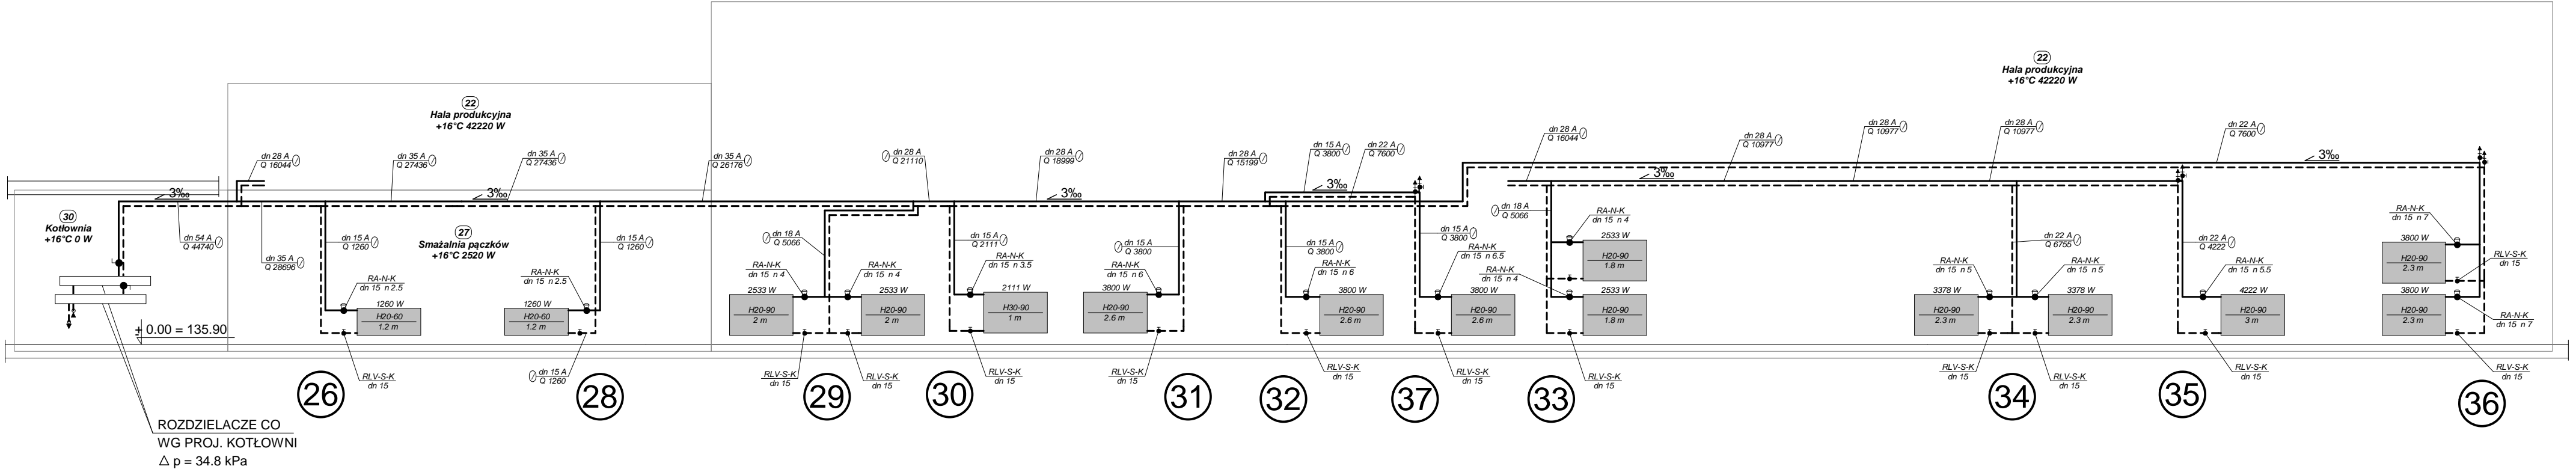 22
Hala produkcyjna
+16°C 42220 W
22
Hala produkcyjna
+16°C 42220 W
30
Kotłownia
+16°C 0 W
27
Smażalnia pączków
+16°C 2520 W
dn 28 A
Q 16044
dn 35 A
Q 27436
dn 35 A
Q 27436
dn 35 A
Q 26176
dn 28 A
Q 21110
dn 28 A
Q 18999
dn 28 A
Q 15199
dn 15 A
Q 3800
dn 22 A
Q 7600
dn 28 A
Q 16044
dn 28 A
Q 10977
dn 28 A
Q 10977
dn 28 A
Q 10977
dn 22 A
Q 7600
3‰
3‰
3‰
3‰
3‰
3‰
dn 54 A
Q 44740
dn 35 A
Q 28696
dn 15 A
Q 1260
dn 15 A
Q 1260
dn 18 A
Q 5066
dn 15 A
Q 2111
dn 15 A
Q 3800
dn 15 A
Q 3800
dn 15 A
Q 3800
dn 18 A
Q 5066
dn 22 A
Q 6755
dn 22 A
Q 4222
RA-N-K
dn 15 n 2.5
1260 W
H20-60
1.2 m
RLV-S-K
dn 15
RA-N-K
dn 15 n 2.5
1260 W
H20-60
1.2 m
dn 15 A
Q 1260
RA-N-K
dn 15 n 4
2533 W
H20-90
2 m
RLV-S-K
dn 15
RA-N-K
dn 15 n 4
2533 W
H20-90
2 m
RLV-S-K
dn 15
RA-N-K
dn 15 n 3.5
2111 W
H30-90
1 m
RLV-S-K
dn 15
RA-N-K
dn 15 n 6
3800 W
H20-90
2.6 m
RLV-S-K
dn 15
RA-N-K
dn 15 n 6
3800 W
H20-90
2.6 m
RLV-S-K
dn 15
RA-N-K
dn 15 n 6.5
3800 W
H20-90
2.6 m
RLV-S-K
dn 15
RA-N-K
dn 15 n 4
2533 W
H20-90
1.8 m
RA-N-K
dn 15 n 4
2533 W
H20-90
1.8 m
RLV-S-K
dn 15
RA-N-K
dn 15 n 5
3378 W
H20-90
2.3 m
RLV-S-K
dn 15
RA-N-K
dn 15 n 5
3378 W
H20-90
2.3 m
RLV-S-K
dn 15
RA-N-K
dn 15 n 5.5
4222 W
H20-90
3 m
RLV-S-K
dn 15
RA-N-K
dn 15 n 7
3800 W
H20-90
2.3 m
RLV-S-K
dn 15
3800 W
H20-90
2.3 m
RA-N-K
dn 15 n 7
RLV-S-K
dn 15
± 0.00 = 135.90
26
28
29
30
31
32
37
33
34
35
36
ROZDZIELACZE CO
WG PROJ. KOTŁOWNI
Δ p = 34.8 kPa